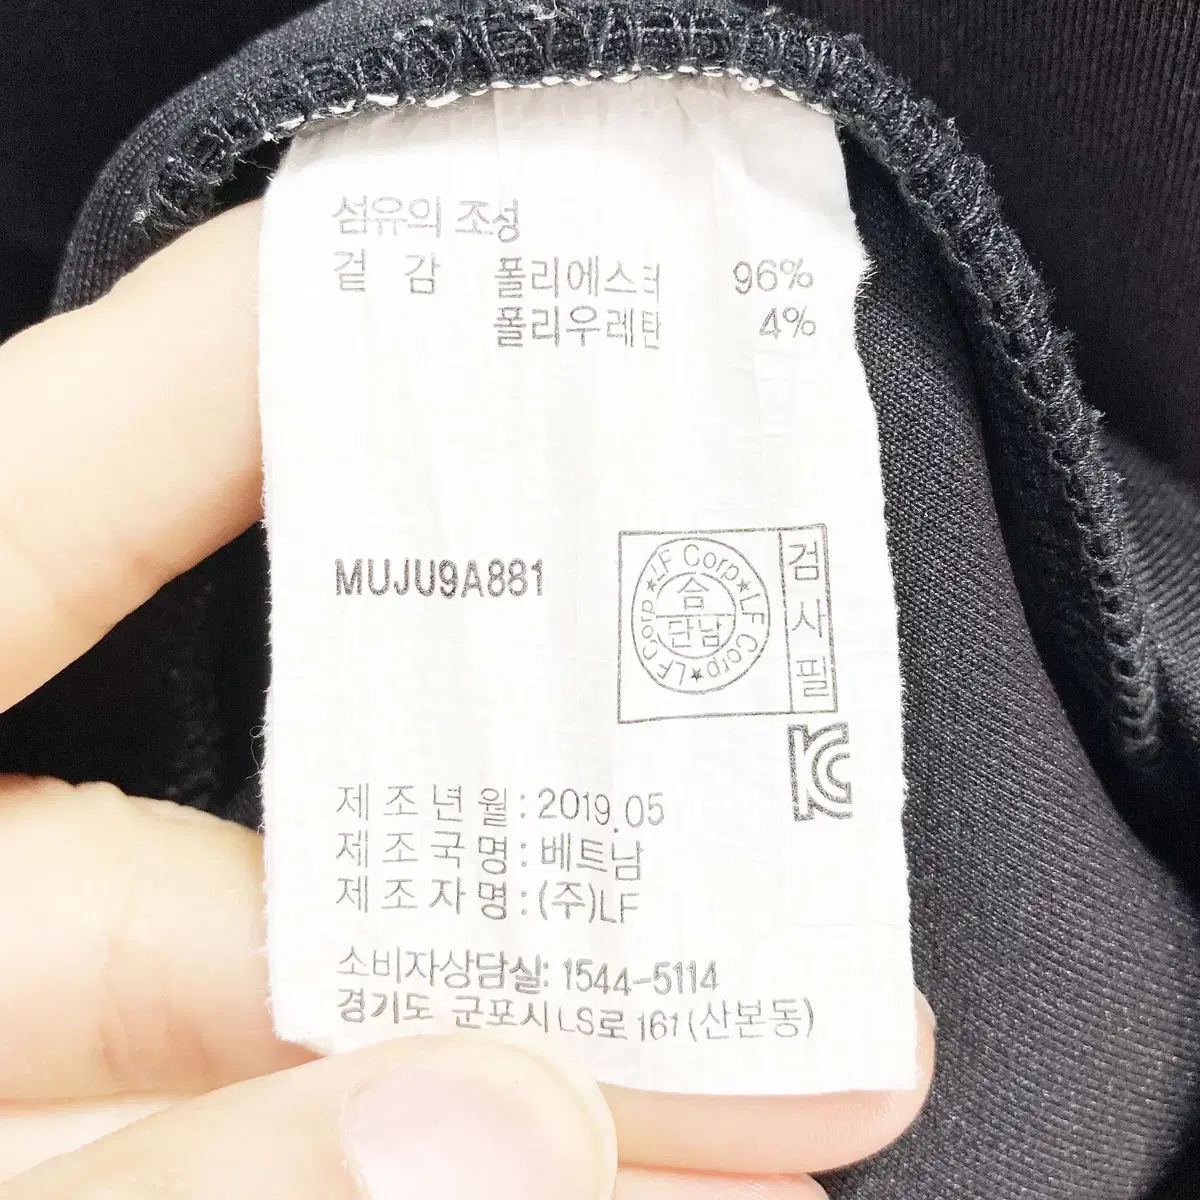 섬유의 조성
겉 감 폴리에스터 96%
폴리우레탄 4%
MUJU9A881
LF Corp★LF Corp★LF Corp★
합
단남
검사필
제조년월: 2019.05
제조국명: 베트남
제조자명: (주)LF
소비자상담실: 1544-5114
경기도 군포시 LS로 161 (산본동)